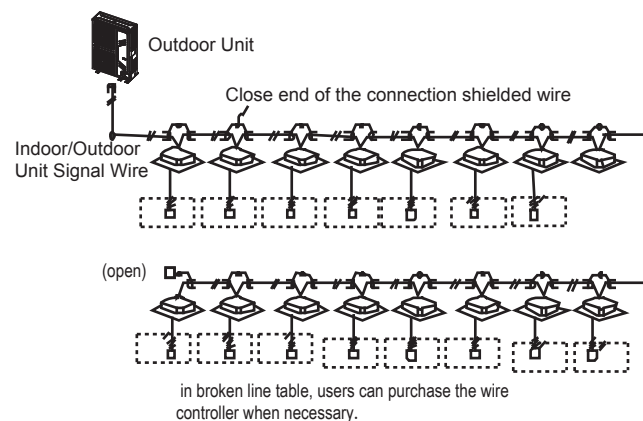 Outdoor Unit
Close end of the connection shielded wire
Indoor/Outdoor
Unit Signal Wire
(open)
in broken line table, users can purchase the wire
controller when necessary.